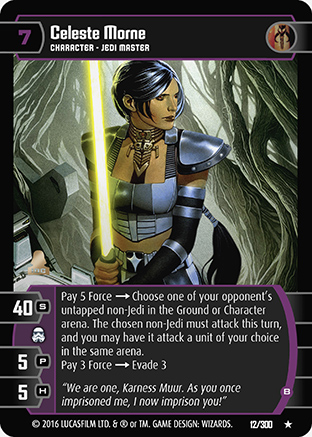 7
Celeste Morne
CHARACTER - JEDI MASTER
Pay 5 Force → Choose one of your opponent's
untapped non-Jedi in the Ground or Character
arena. The chosen non-Jedi must attack this turn,
and you may have it attack a unit of your choice
in the same arena.
Pay 3 Force → Evade 3
40 S
5 P
5 H
"We are one, Karness Muur. As you once
imprisoned me, I now imprison you!"
B
© 2016 LUCASFILM LTD. & ® or TM. GAME DESIGN: WIZARDS.
12/300